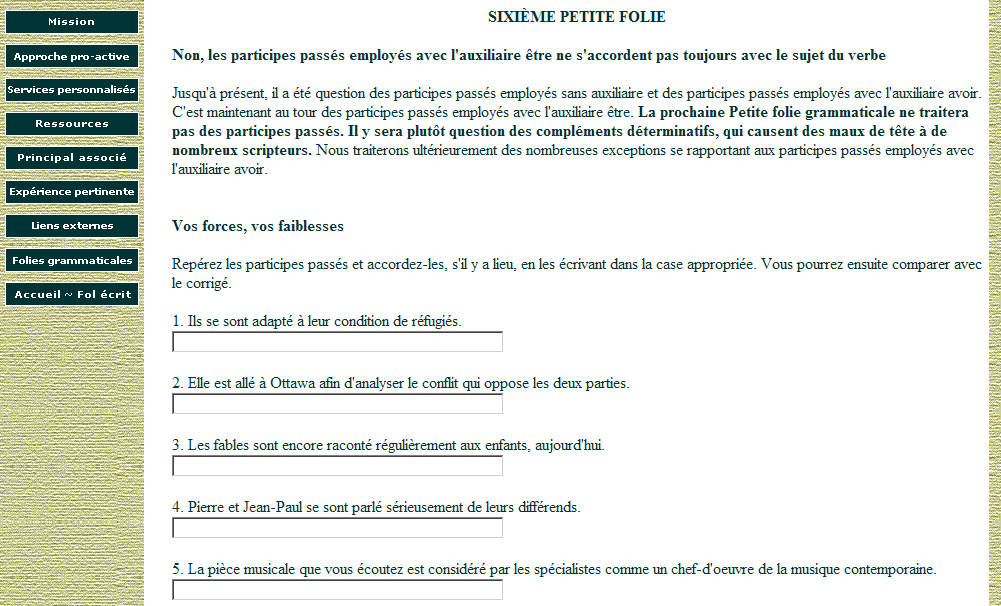 Mission
Approche pro-active
Services personnalisés
Ressources
Principal associé
Expérience pertinente
Liens externes
Folies grammaticales
Accueil ~ Fol écrit
SIXIÈME PETITE FOLIE
Non, les participes passés employés avec l'auxiliaire être ne s'accordent pas toujours avec le sujet du verbe
Jusqu'à présent, il a été question des participes passés employés sans auxiliaire et des participes passés employés avec l'auxiliaire avoir.
C'est maintenant au tour des participes passés employés avec l'auxiliaire être. La prochaine Petite folie grammaticale ne traitera
pas des participes passés. Il y sera plutôt question des compléments déterminatifs, qui causent des maux de tête à de
nombreux scripteurs. Nous traiterons ultérieurement des nombreuses exceptions se rapportant aux participes passés employés avec
l'auxiliaire avoir.
Vos forces, vos faiblesses
Repérez les participes passés et accordez-les, s'il y a lieu, en les écrivant dans la case appropriée. Vous pourrez ensuite comparer avec
le corrigé.
1. Ils se sont adapté à leur condition de réfugiés.
2. Elle est allé à Ottawa afin d'analyser le conflit qui oppose les deux parties.
3. Les fables sont encore raconté régulièrement aux enfants, aujourd'hui.
4. Pierre et Jean-Paul se sont parlé sérieusement de leurs différends.
5. La pièce musicale que vous écoutez est considéré par les spécialistes comme un chef-d'oeuvre de la musique contemporaine.